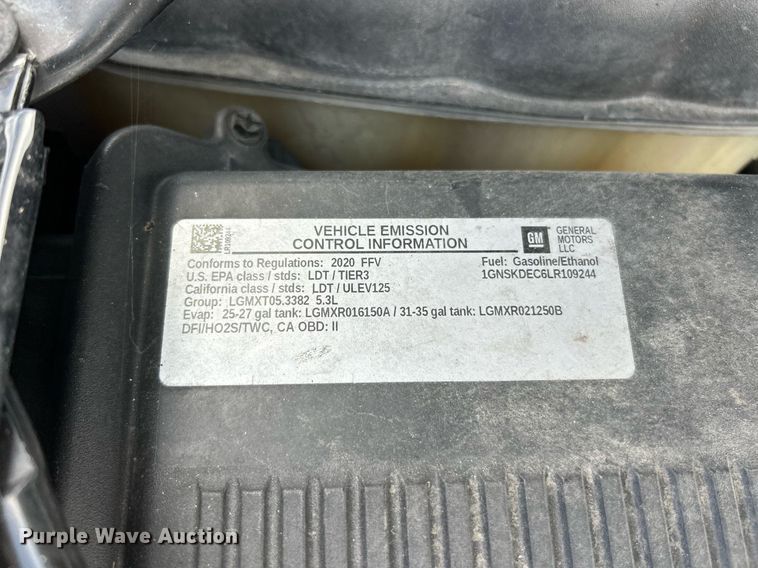 LR109244
VEHICLE EMISSION
CONTROL INFORMATION
GM
GENERAL
MOTORS
LLC
Conforms to Regulations: 2020 FFV
Fuel: Gasoline/Ethanol
U.S. EPA class / stds: LDT / TIER3
1GNSKDEC6LR109244
California class / stds: LDT / ULEV125
Group: LGMXT05.3382 5.3L
Evap: 25-27 gal tank: LGMXR016150A / 31-35 gal tank: LGMXR021250B
DFI/HO2S/TWC, CA OBD: II
Purple Wave Auction